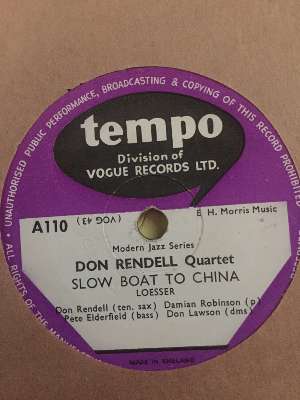 UNAUTHORISED PUBLIC PERFORMANCE, BROADCASTING & COPYING OF THIS RECORD PROHIBITED
tempo
Division of
VOGUE RECORDS LTD.
A110 (VOG 43)
E. H. Morris Music
Modern Jazz Series
DON RENDELL Quartet
SLOW BOAT TO CHINA
LOESSER
Don Rendell (ten. sax) Damian Robinson (p)
Pete Elderfield (bass) Don Lawson (dms)
MADE IN ENGLAND
ALL RIGHTS OF THE